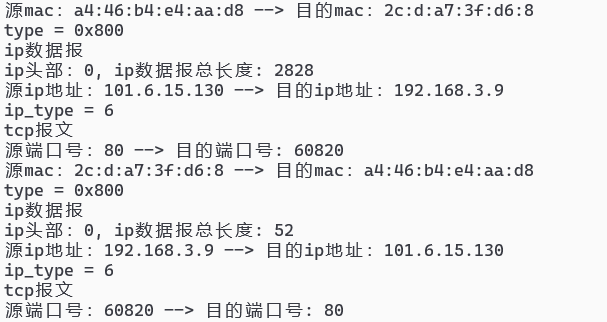 源mac: a4:46:b4:e4:aa:d8 --> 目的mac: 2c:d:a7:3f:d6:8
type = 0x800
ip数据报
ip头部: 0, ip数据报总长度: 2828
源ip地址: 101.6.15.130 --> 目的ip地址: 192.168.3.9
ip_type = 6
tcp报文
源端口号: 80 --> 目的端口号: 60820
源mac: 2c:d:a7:3f:d6:8 --> 目的mac: a4:46:b4:e4:aa:d8
type = 0x800
ip数据报
ip头部: 0, ip数据报总长度: 52
源ip地址: 192.168.3.9 --> 目的ip地址: 101.6.15.130
ip_type = 6
tcp报文
源端口号: 60820 --> 目的端口号: 80